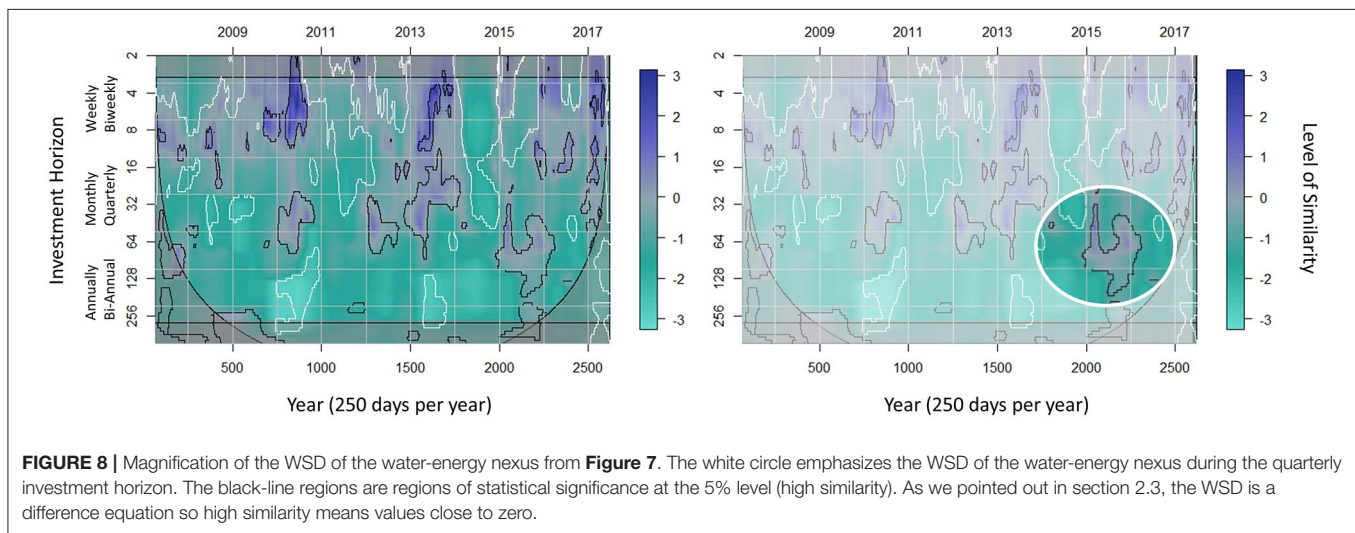 2009 2011 2013 2015 2017
2009 2011 2013 2015 2017
Investment Horizon
Weekly
Biweekly
Monthly
Quarterly
Annually
Bi-Annual
2
4
8
16
32
64
128
256
3
2
1
0
-1
-2
-3
500 1000 1500 2000 2500
Year (250 days per year)
2
4
8
16
32
64
128
256
3
2
1
0
-1
-2
-3
Level of Similarity
500 1000 1500 2000 2500
Year (250 days per year)
FIGURE 8 | Magnification of the WSD of the water-energy nexus from Figure 7. The white circle emphasizes the WSD of the water-energy nexus during the quarterly
investment horizon. The black-line regions are regions of statistical significance at the 5% level (high similarity). As we pointed out in section 2.3, the WSD is a
difference equation so high similarity means values close to zero.